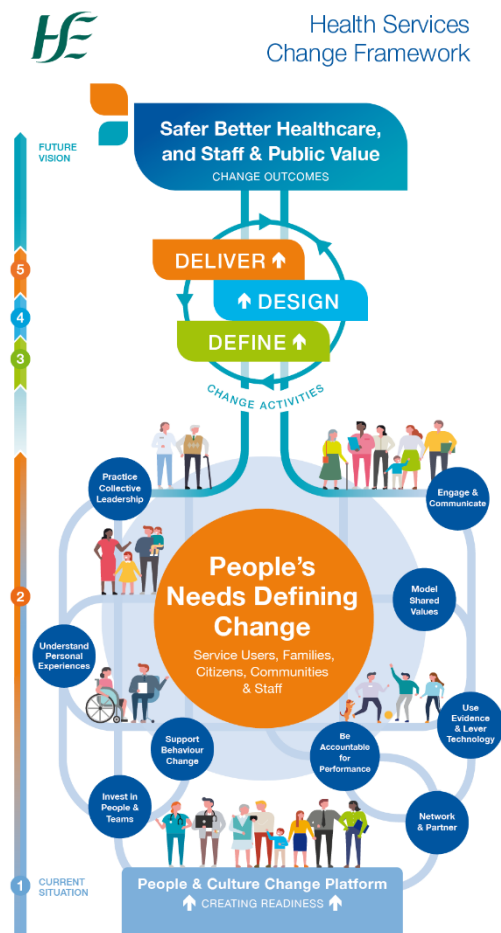 HSE
Health Services
Change Framework
FUTURE
VISION
Safer Better Healthcare,
and Staff & Public Value
CHANGE OUTCOMES
5
DELIVER
4
DESIGN
3
DEFINE
CHANGE ACTIVITIES
Practice
Collective
Leadership
Engage &
Communicate
People's
Needs Defining
Change
Service Users, Families,
Citizens, Communities
& Staff
2
Model
Shared
Values
Understand
Personal
Experiences
Use
Evidence
& Lever
Technology
Support
Behaviour
Change
Be
Accountable
for
Performance
Invest in
People &
Teams
Network
& Partner
1
CURRENT
SITUATION
People & Culture Change Platform
CREATING READINESS